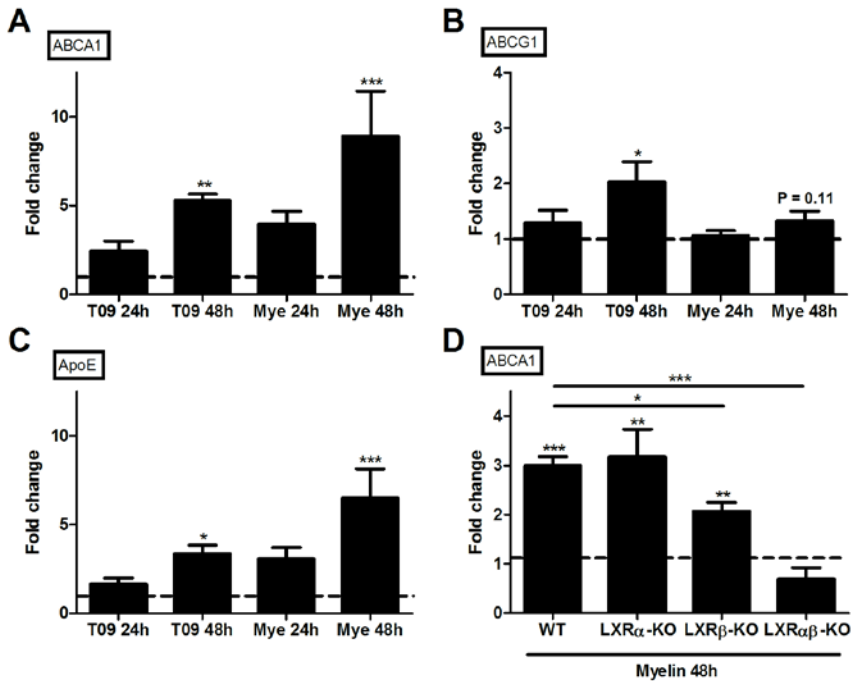 A
ABCA1
Fold change
10
5
0
**
***
T09 24h T09 48h Mye 24h Mye 48h
B
ABCG1
Fold change
4
3
2
1
0
*
P = 0.11
T09 24h T09 48h Mye 24h Mye 48h
C
ApoE
Fold change
10
5
0
*
***
T09 24h T09 48h Mye 24h Mye 48h
D
ABCA1
Fold change
4
3
2
1
0
***
*
***
**
**
WT LXRα-KO LXRβ-KO LXRαβ-KO
Myelin 48h